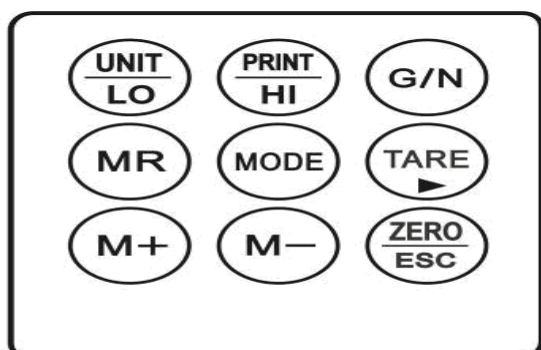 UNIT PRINT G/N
LO HI
MR MODE TARE
M+ M− ZERO
ESC